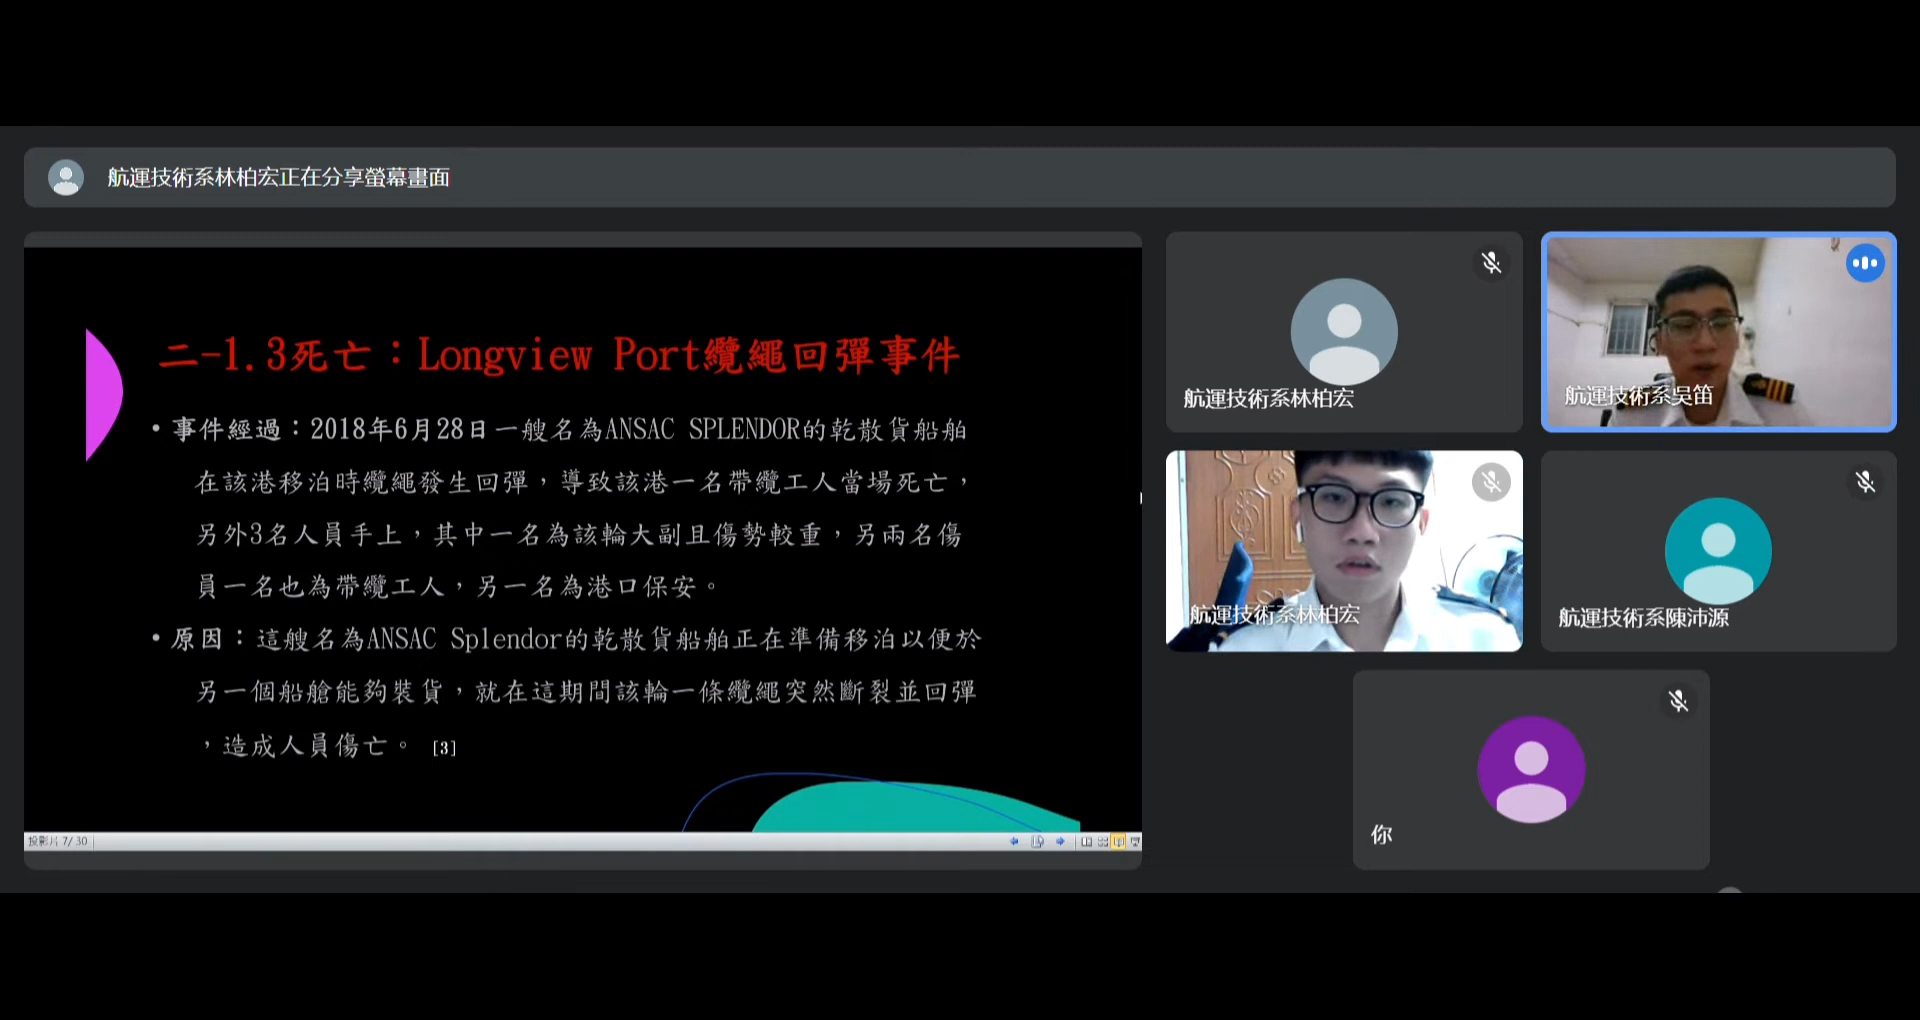 航運技術系林柏宏正在分享螢幕畫面
二-1.3死亡：Longview Port纜繩回彈事件
• 事件經過：2018年6月28日一艘名為ANSAC SPLENDOR的乾散貨船舶
在該港移泊時纜繩發生回彈，導致該港一名帶纜工人當場死亡，
另外3名人員手上，其中一名為該輪大副且傷勢較重，另兩名傷
員一名也為帶纜工人，另一名為港口保安。
• 原因：這艘名為ANSAC Splendor的乾散貨船舶正在準備移泊以便於
另一個船艙能夠裝貨，就在這期間該輪一條纜繩突然斷裂並回彈
，造成人員傷亡。 [3]
投影片 7/ 30
航運技術系林柏宏
航運技術系吳笛
航運技術系林柏宏
航運技術系陳沛源
你